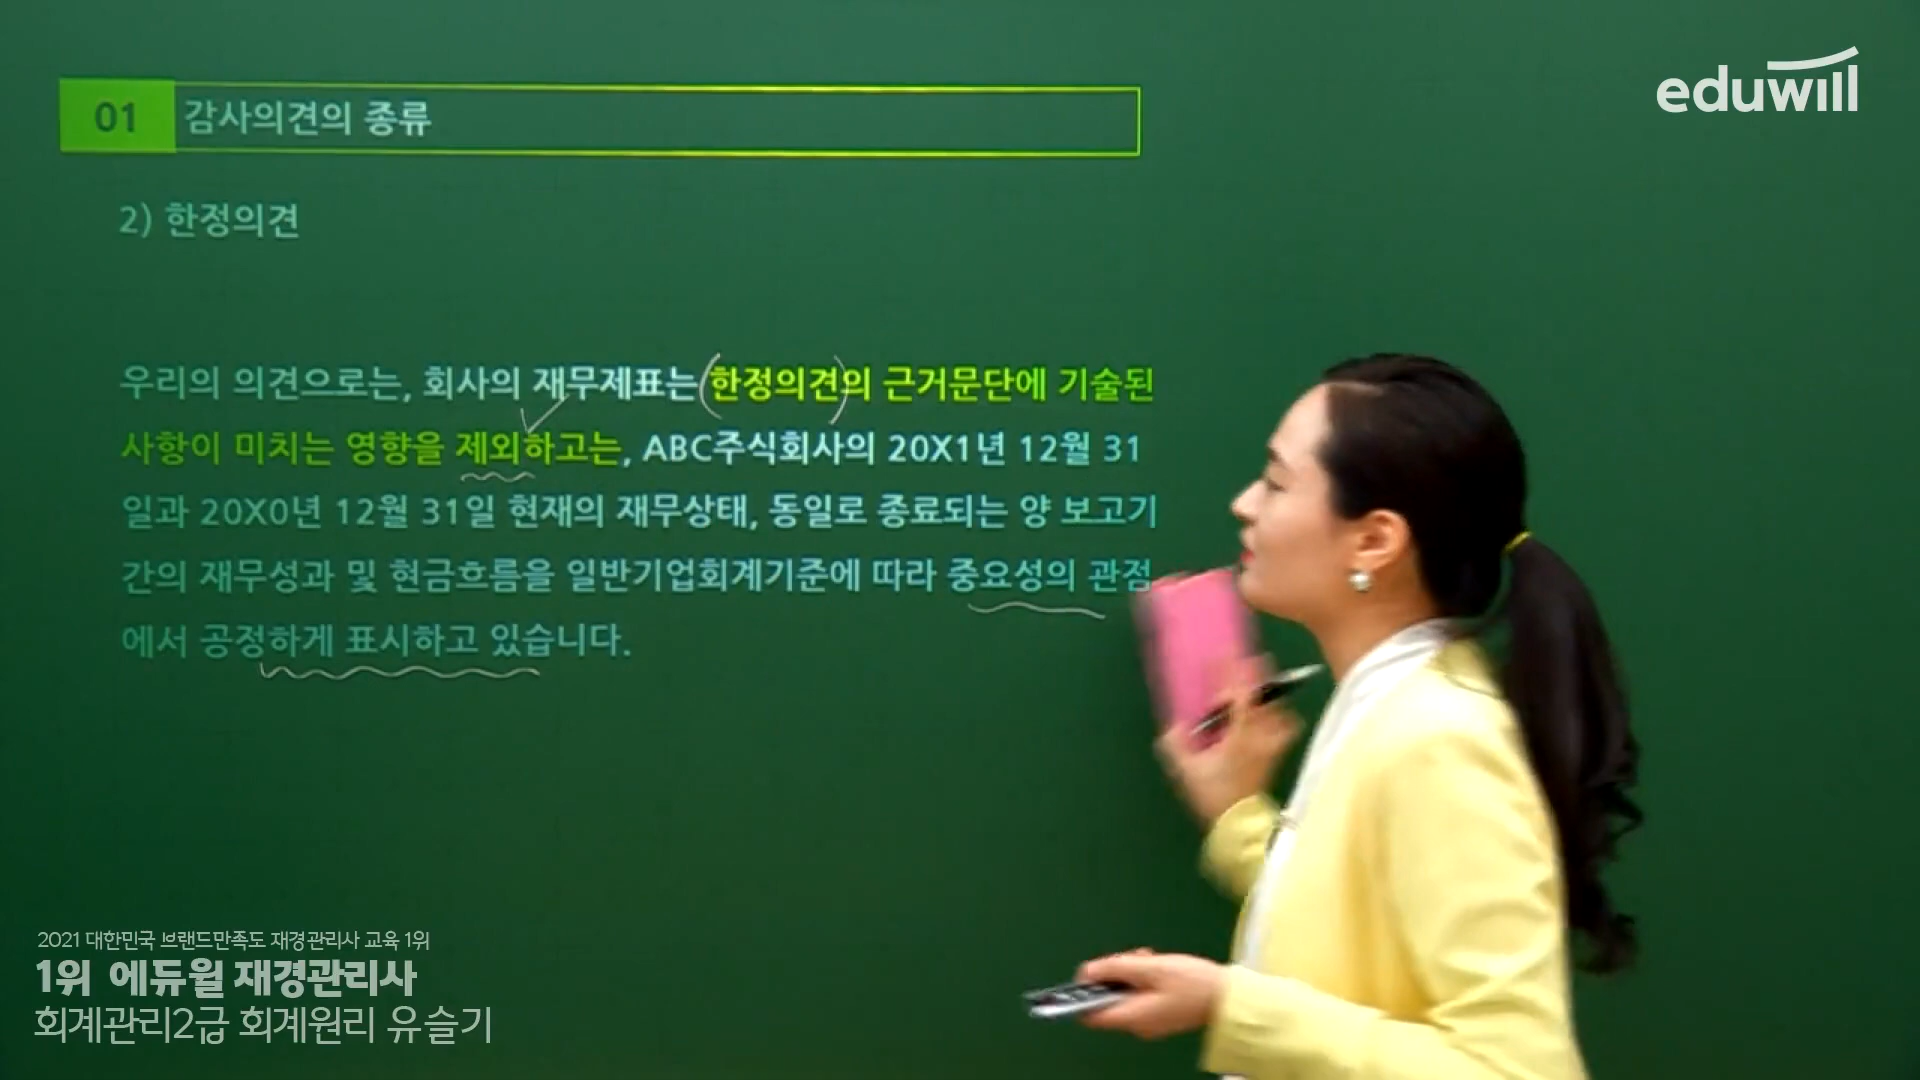 eduwill
01 감사의견의 종류
2) 한정의견
우리의 의견으로는, 회사의 재무제표는 한정의견의 근거문단에 기술된
사항이 미치는 영향을 제외하고는, ABC주식회사의 20X1년 12월 31
일과 20X0년 12월 31일 현재의 재무상태, 동일로 종료되는 양 보고기
간의 재무성과 및 현금흐름을 일반기업회계기준에 따라 중요성의 관점
에서 공정하게 표시하고 있습니다.
2021 대한민국 브랜드만족도 재경관리사 교육 1위
1위 에듀윌 재경관리사
회계관리2급 회계원리 유슬기